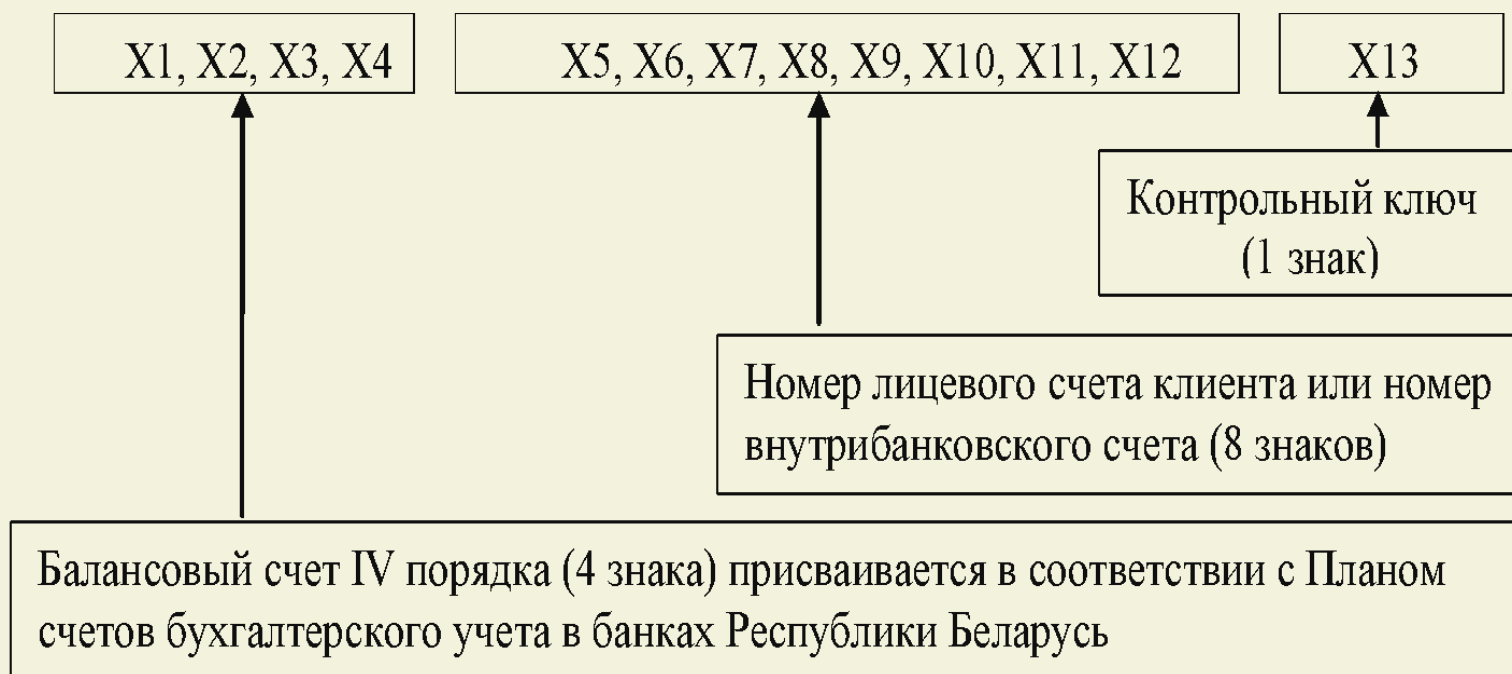 X1, X2, X3, X4
X5, X6, X7, X8, X9, X10, X11, X12
X13
Контрольный ключ
(1 знак)
Номер лицевого счета клиента или номер
внутрибанковского счета (8 знаков)
Балансовый счет IV порядка (4 знака) присваивается в соответствии с Планом
счетов бухгалтерского учета в банках Республики Беларусь